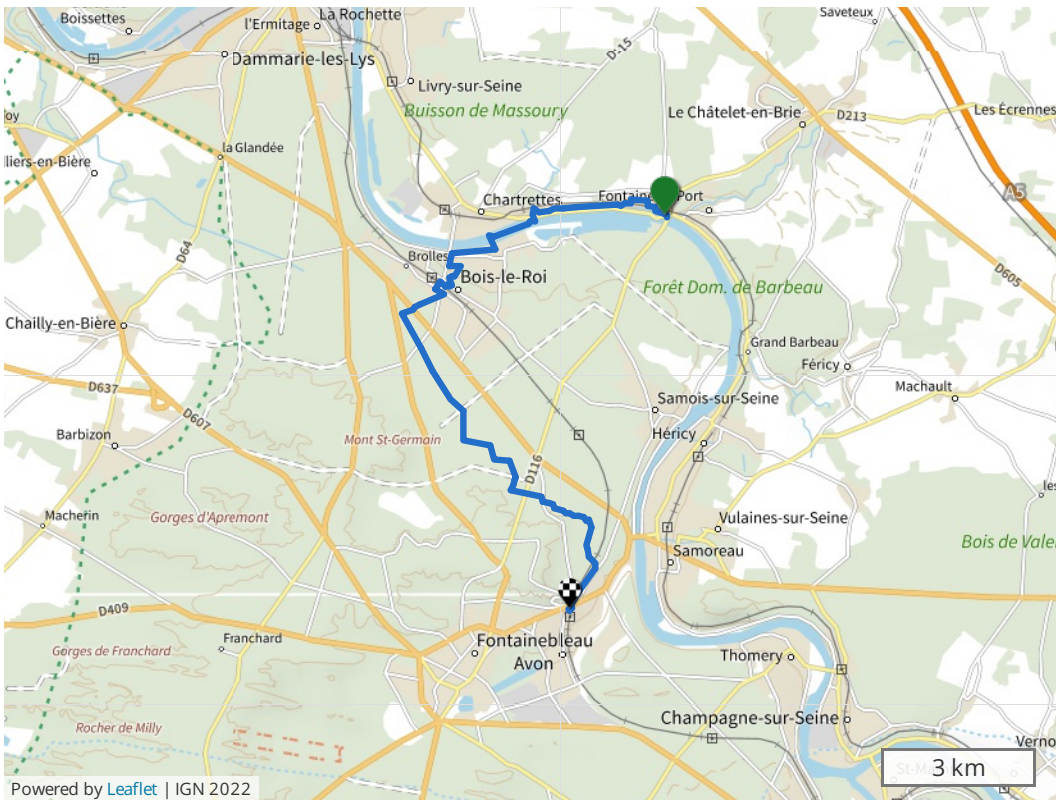 Boissettes
l'Ermitage
La Rochette
Saveteux
D-15
Dammarie-les-Lys
Livry-sur-Seine
Buisson de Massoury
Le Châtelet-en-Brie
D213
Les Écrennes
la Glandée
A5
Chartrettes
Port
D64
Brolles
Bois-le-Roi
Forêt Dom. de Barbeau
D605
Chailly-en-Bière
Grand Barbeau
Féricy
D637
Machault
D607
Samois-sur-Seine
Barbizon
Mont St-Germain
Héricy
D116
Macherin
Gorges d'Apremont
Vulaines-sur-Seine
Samoreau
D409
Franchard
Fontainebleau
Avon
Gorges de Franchard
Thomery
Rocher de Milly
Champagne-sur-Seine
3 km
Powered by Leaflet | IGN 2022